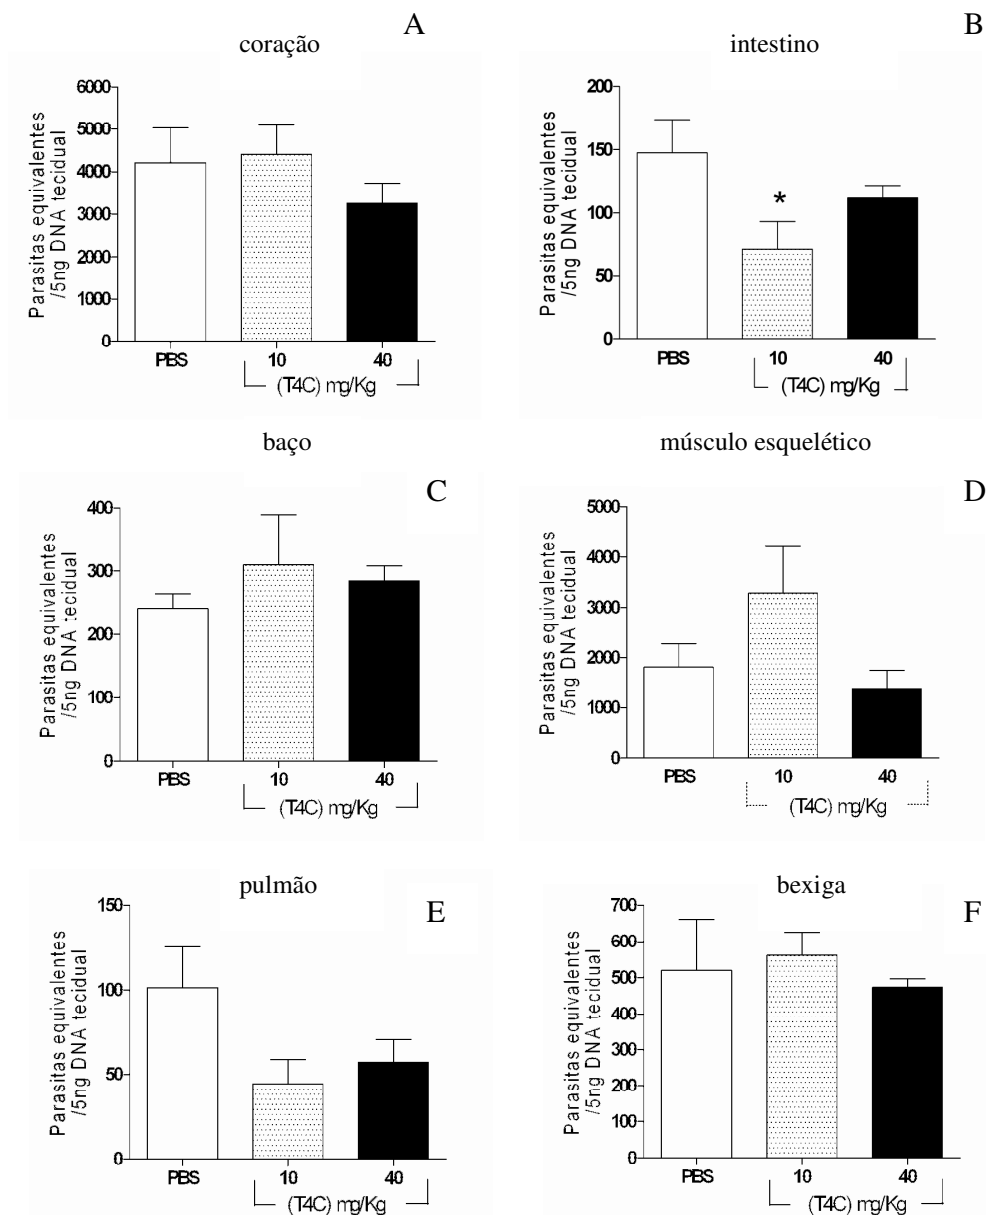 A
coração
Parasitas equivalentes
/5ng DNA tecidual
6000
5000
4000
3000
2000
1000
0
PBS
10
40
(T4C) mg/Kg
B
intestino
Parasitas equivalentes
/5ng DNA tecidual
200
150
100
50
0
*
PBS
10
40
(T4C) mg/Kg
baço
C
Parasitas equivalentes
/5ng DNA tecidual
400
300
200
100
0
PBS
10
40
(T4C) mg/Kg
músculo esquelético
D
Parasitas equivalentes
/5ng DNA tecidual
5000
4000
3000
2000
1000
0
PBS
10
40
(T4C) mg/Kg
pulmão
E
Parasitas equivalentes
/5ng DNA tecidual
150
100
50
0
PBS
10
40
(T4C) mg/Kg
bexiga
F
Parasitas equivalentes
/5ng DNA tecidual
700
600
500
400
300
200
100
0
PBS
10
40
(T4C) mg/Kg